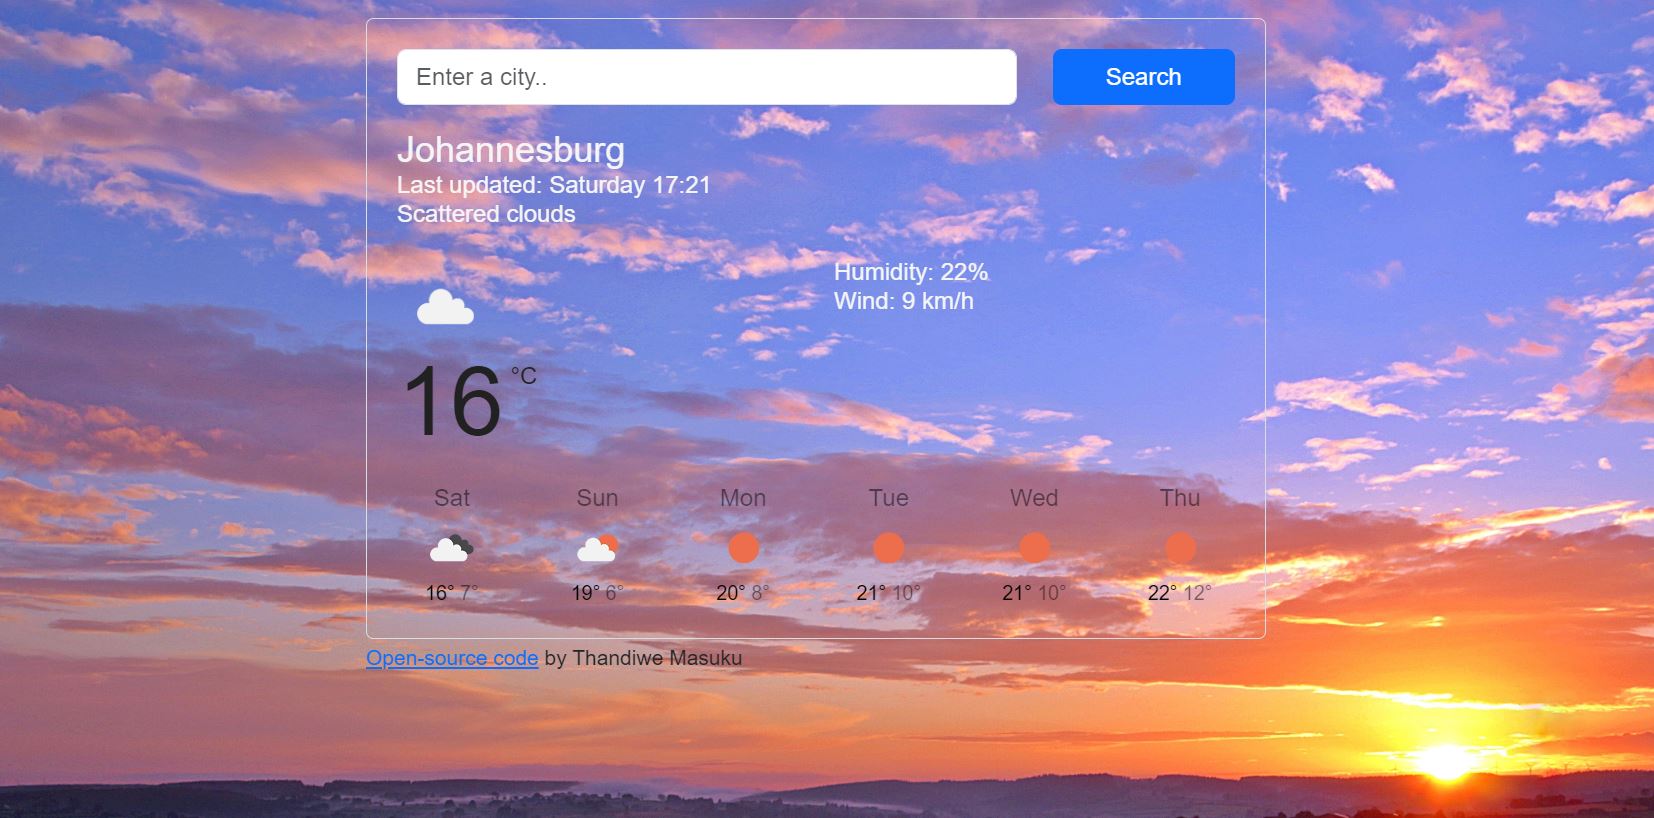 Enter a city..
Search
Johannesburg
Last updated: Saturday 17:21
Scattered clouds
Humidity: 22%
Wind: 9 km/h
16 °C
Sat Sun Mon Tue Wed Thu
16° 7° 19° 6° 20° 8° 21° 10° 21° 10° 22° 12°
Open-source code by Thandiwe Masuku